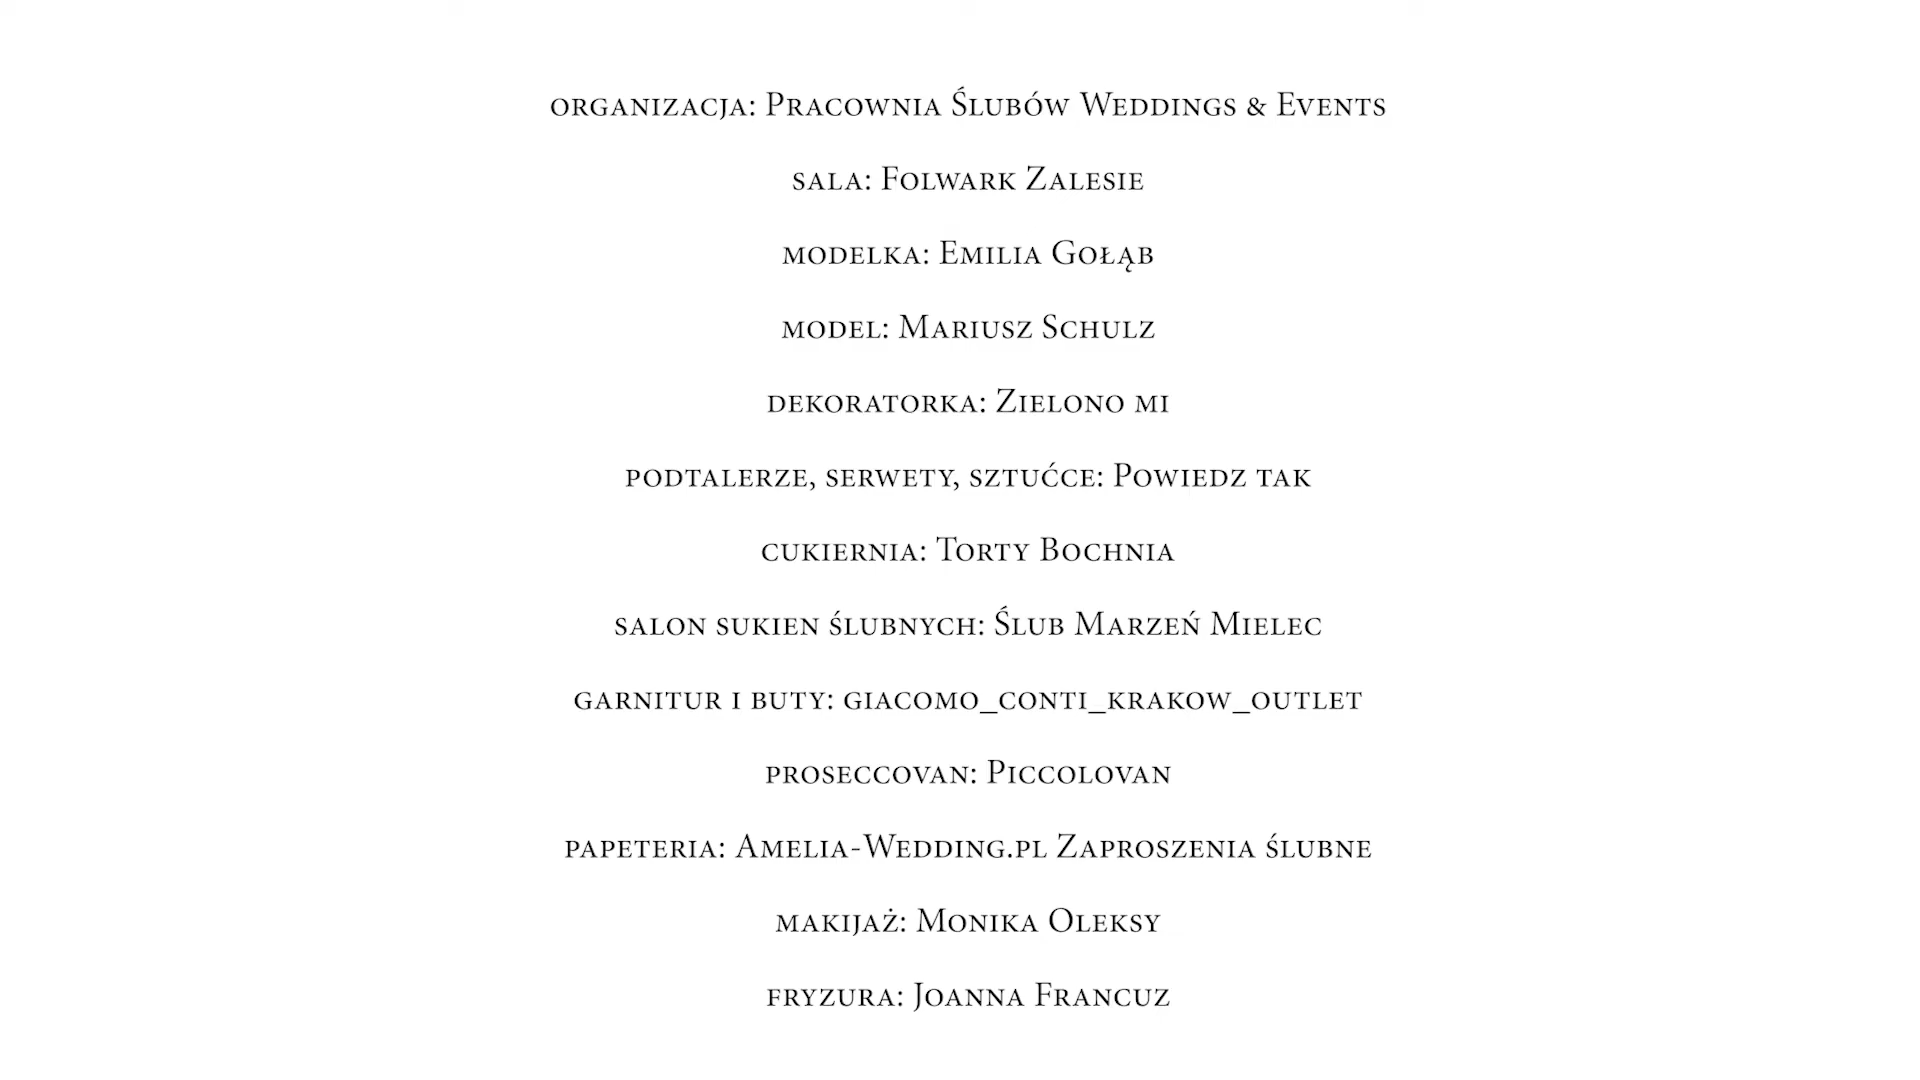 organizacja: Pracownia Ślubów Weddings & Events
sala: Folwark Zalesie
modelka: Emilia Gołąb
model: Mariusz Schulz
dekoratorka: Zielono mi
podtalerze, serwety, sztućce: Powiedz tak
cukiernia: Torty Bochnia
salon sukien ślubnych: Ślub Marzeń Mielec
garnitur i buty: giacomo_conti_krakow_outlet
proseccovan: Piccolovan
papeteria: Amelia-Wedding.pl Zaproszenia ślubne
makijaż: Monika Oleksy
fryzura: Joanna Francuz